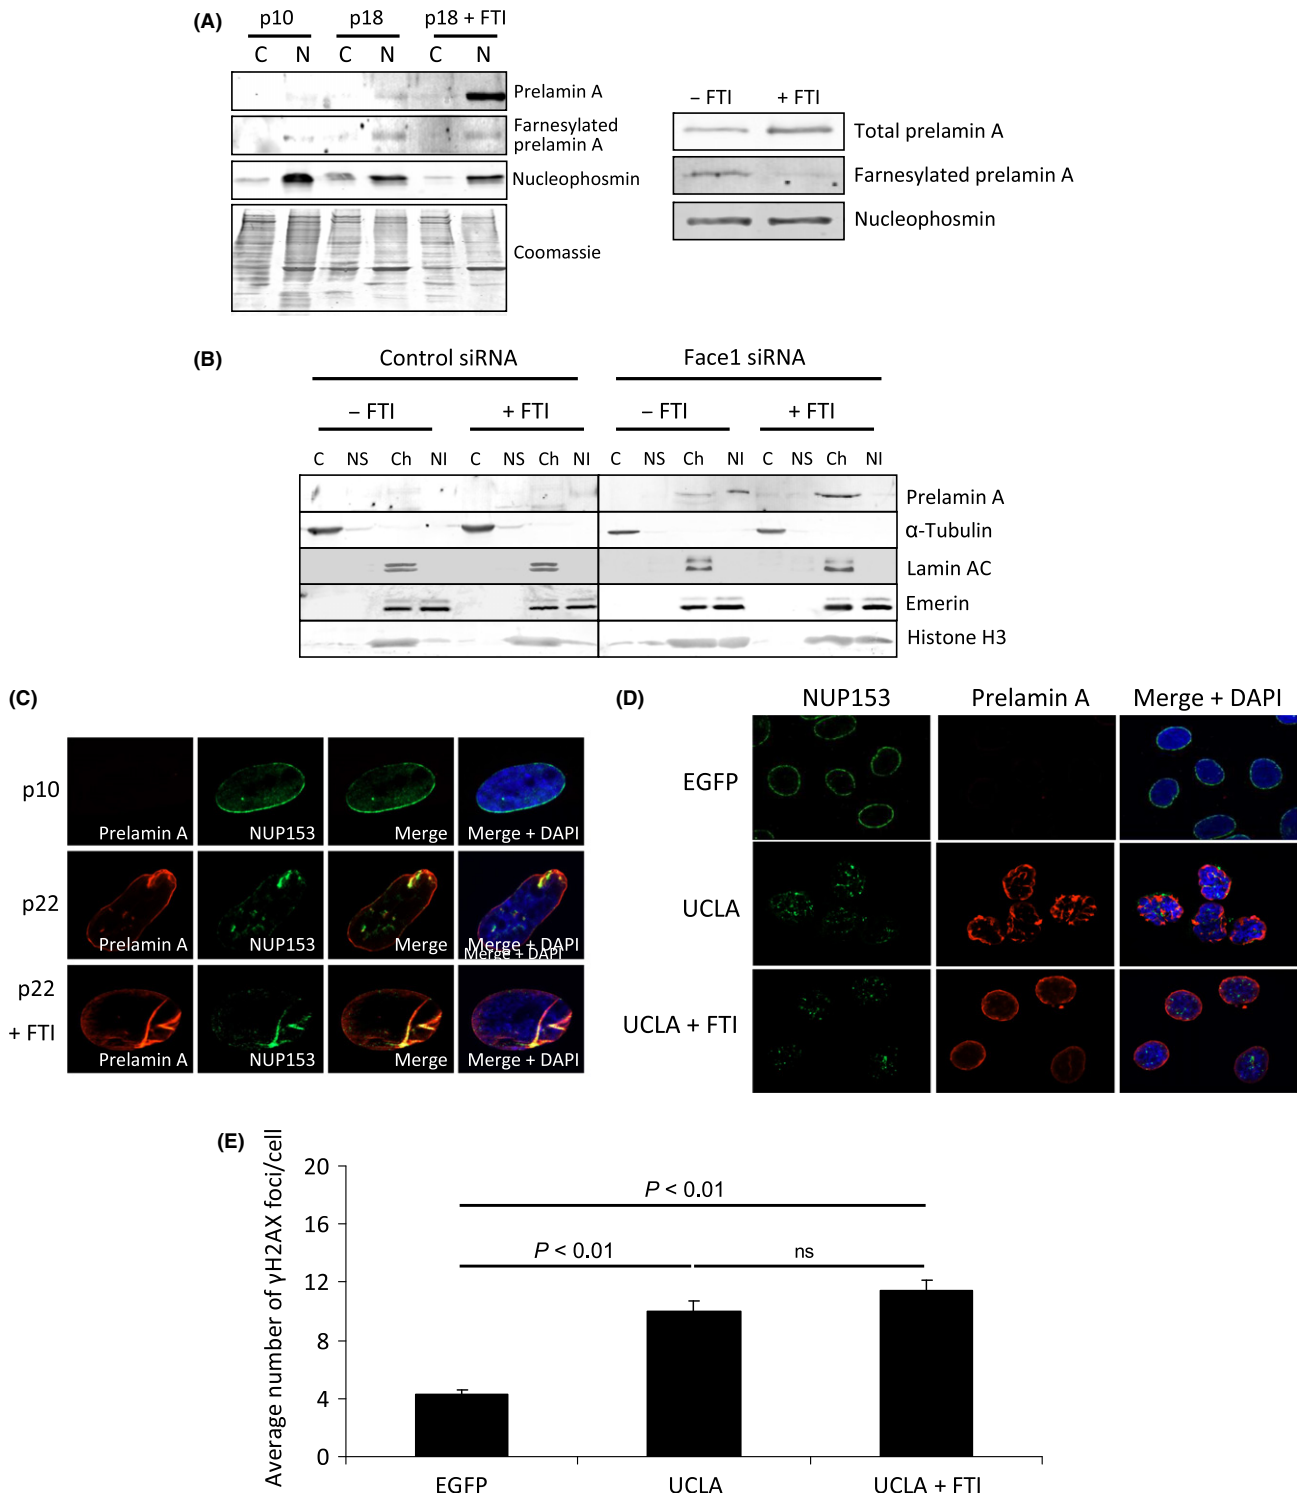 (A)
p10 p18 p18 + FTI
C N C N C N
Prelamin A
Farnesylated
prelamin A
Nucleophosmin
Coomassie
– FTI + FTI
Total prelamin A
Farnesylated prelamin A
Nucleophosmin
(B)
Control siRNA Face1 siRNA
– FTI + FTI – FTI + FTI
C NS Ch NI C NS Ch NI C NS Ch NI C NS Ch NI
Prelamin A
α-Tubulin
Lamin AC
Emerin
Histone H3
(C)
p10
Prelamin A NUP153 Merge Merge + DAPI
p22
Prelamin A NUP153 Merge Merge + DAPI
Merge + DAPI
p22
+ FTI
Prelamin A NUP153 Merge Merge + DAPI
(D)
NUP153 Prelamin A Merge + DAPI
EGFP
UCLA
UCLA + FTI
(E)
Average number of γH2AX foci/cell
20
16
12
8
4
0
P < 0.01
P < 0.01
ns
EGFP UCLA UCLA + FTI